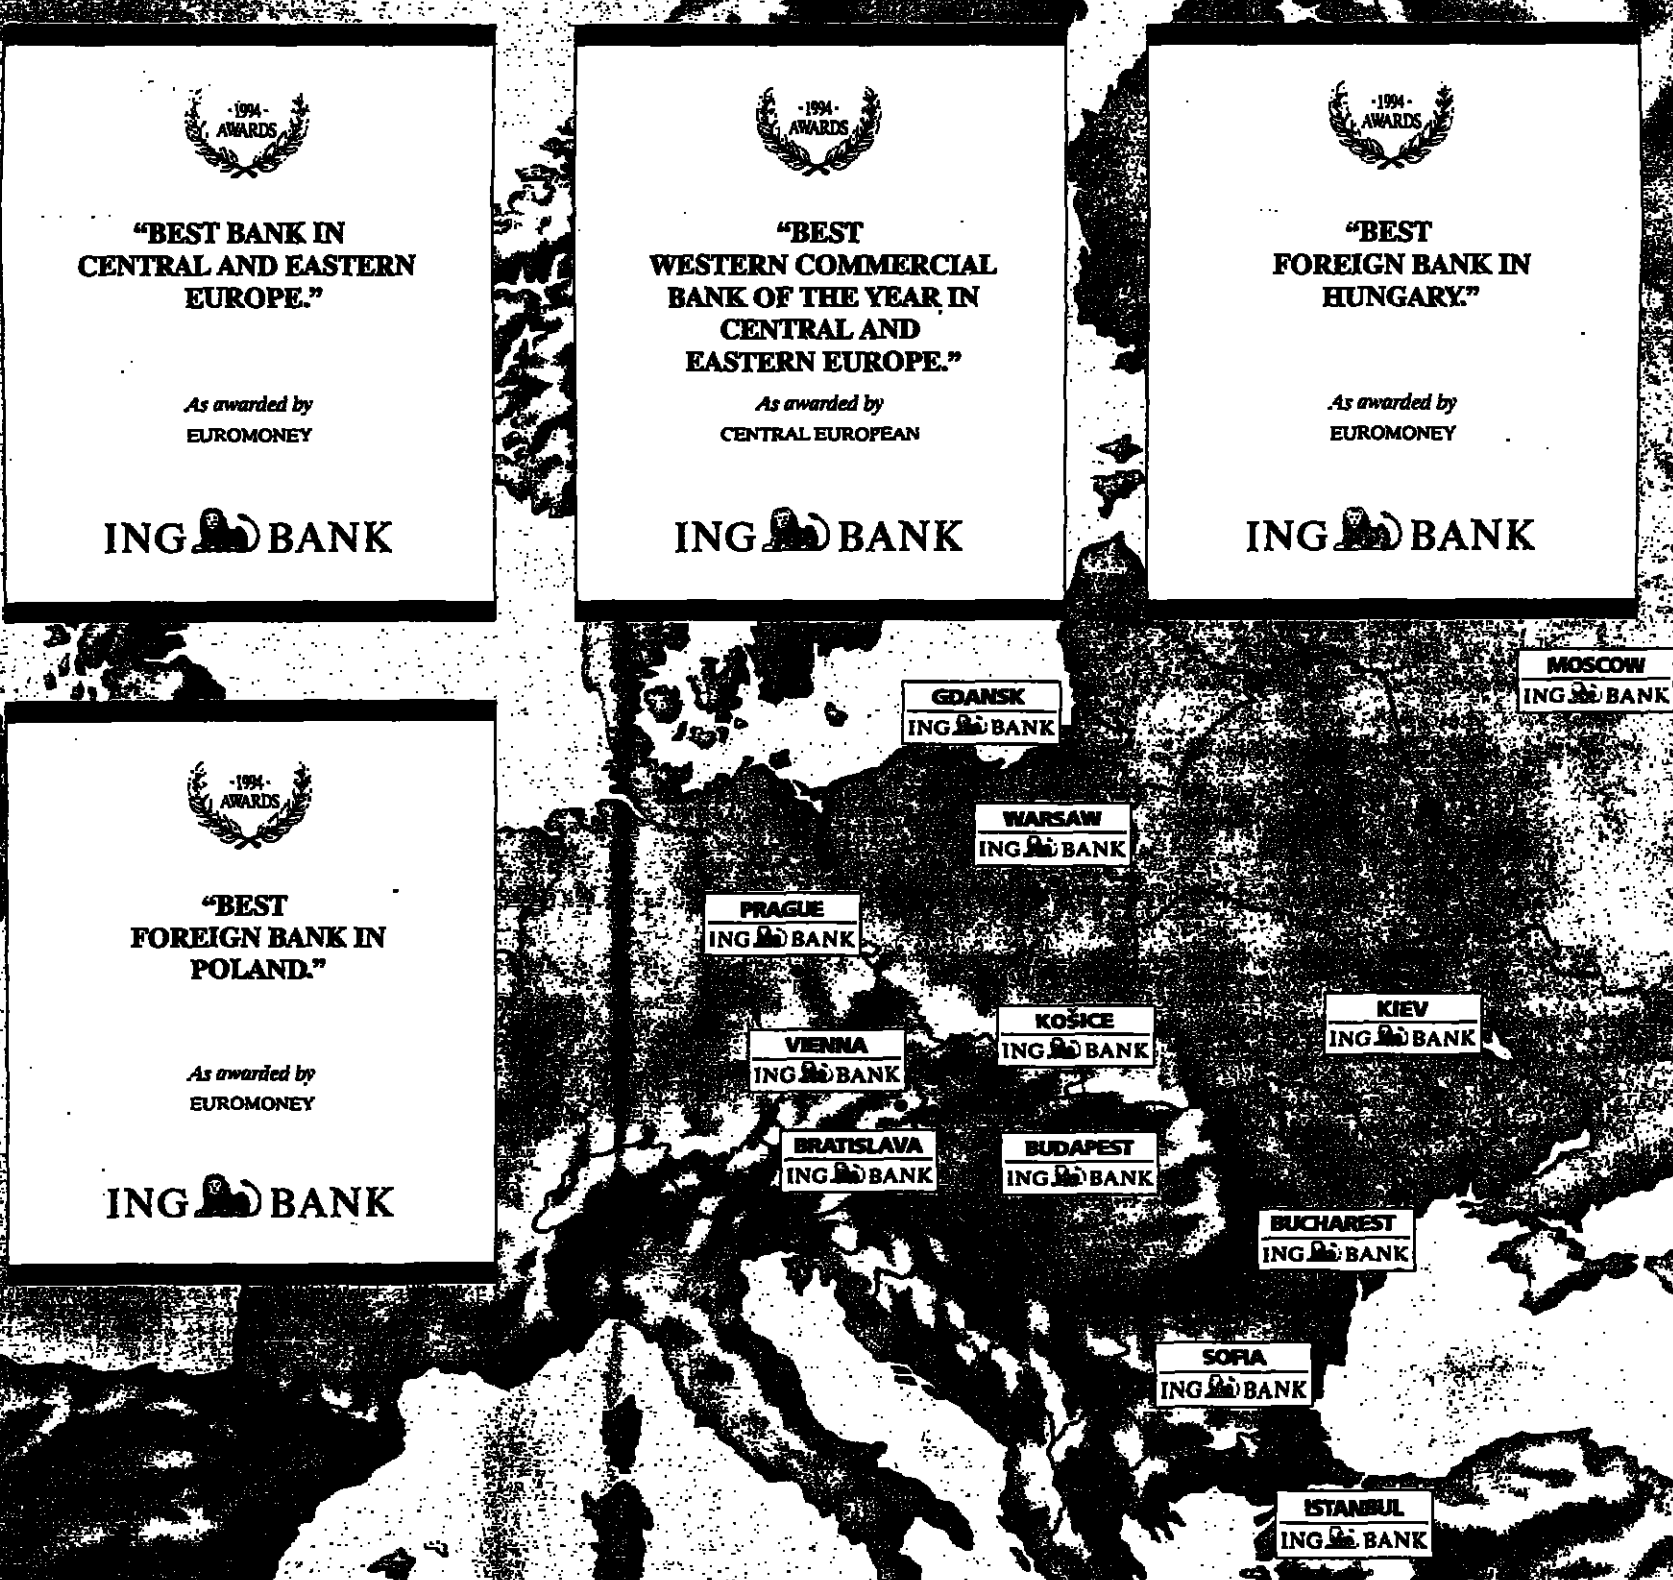 - 1994 -
AWARDS
“BEST BANK IN
CENTRAL AND EASTERN
EUROPE.”
As awarded by
EUROMONEY
ING BANK
- 1994 -
AWARDS
“BEST
WESTERN COMMERCIAL
BANK OF THE YEAR IN
CENTRAL AND
EASTERN EUROPE.”
As awarded by
CENTRAL EUROPEAN
ING BANK
- 1994 -
AWARDS
“BEST
FOREIGN BANK IN
HUNGARY.”
As awarded by
EUROMONEY
ING BANK
- 1994 -
AWARDS
“BEST
FOREIGN BANK IN
POLAND.”
As awarded by
EUROMONEY
ING BANK
MOSCOW
ING BANK
GDANSK
ING BANK
WARSAW
ING BANK
PRAGUE
ING BANK
KIEV
ING BANK
KOŠICE
ING BANK
VIENNA
ING BANK
BRATISLAVA
ING BANK
BUDAPEST
ING BANK
BUCHAREST
ING BANK
SOFIA
ING BANK
ISTANBUL
ING BANK